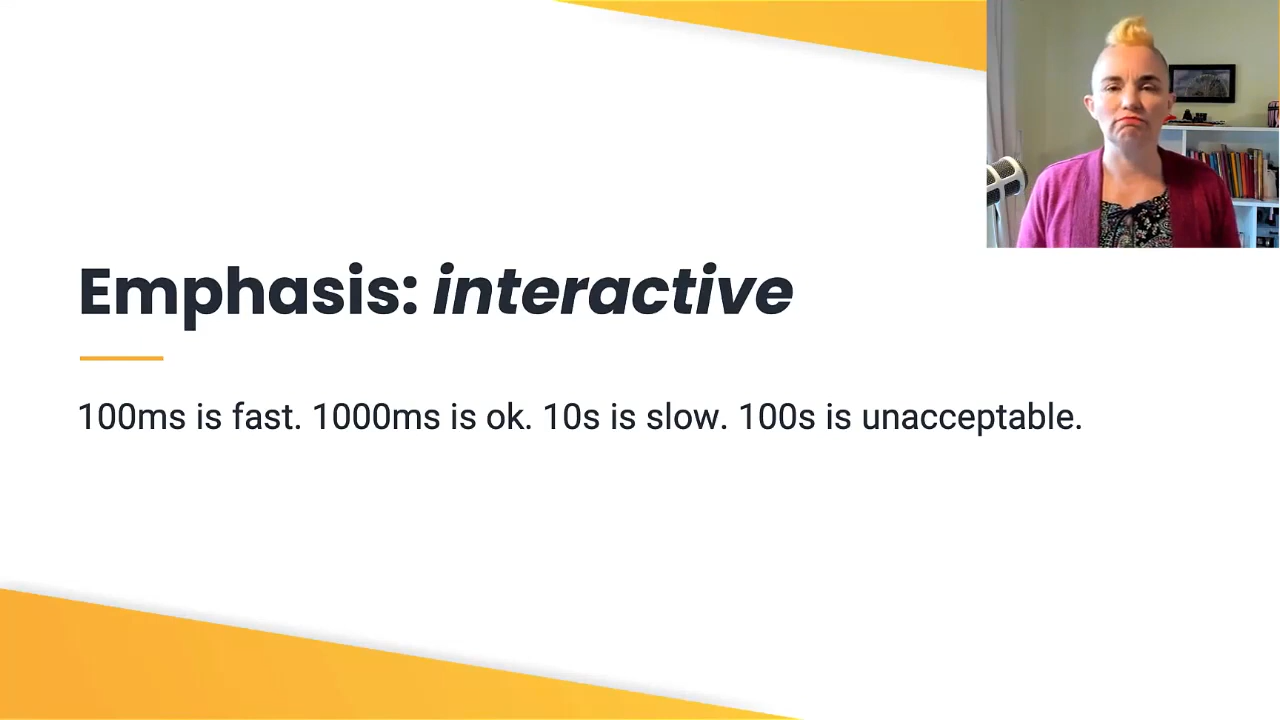 Emphasis: interactive
100ms is fast. 1000ms is ok. 10s is slow. 100s is unacceptable.